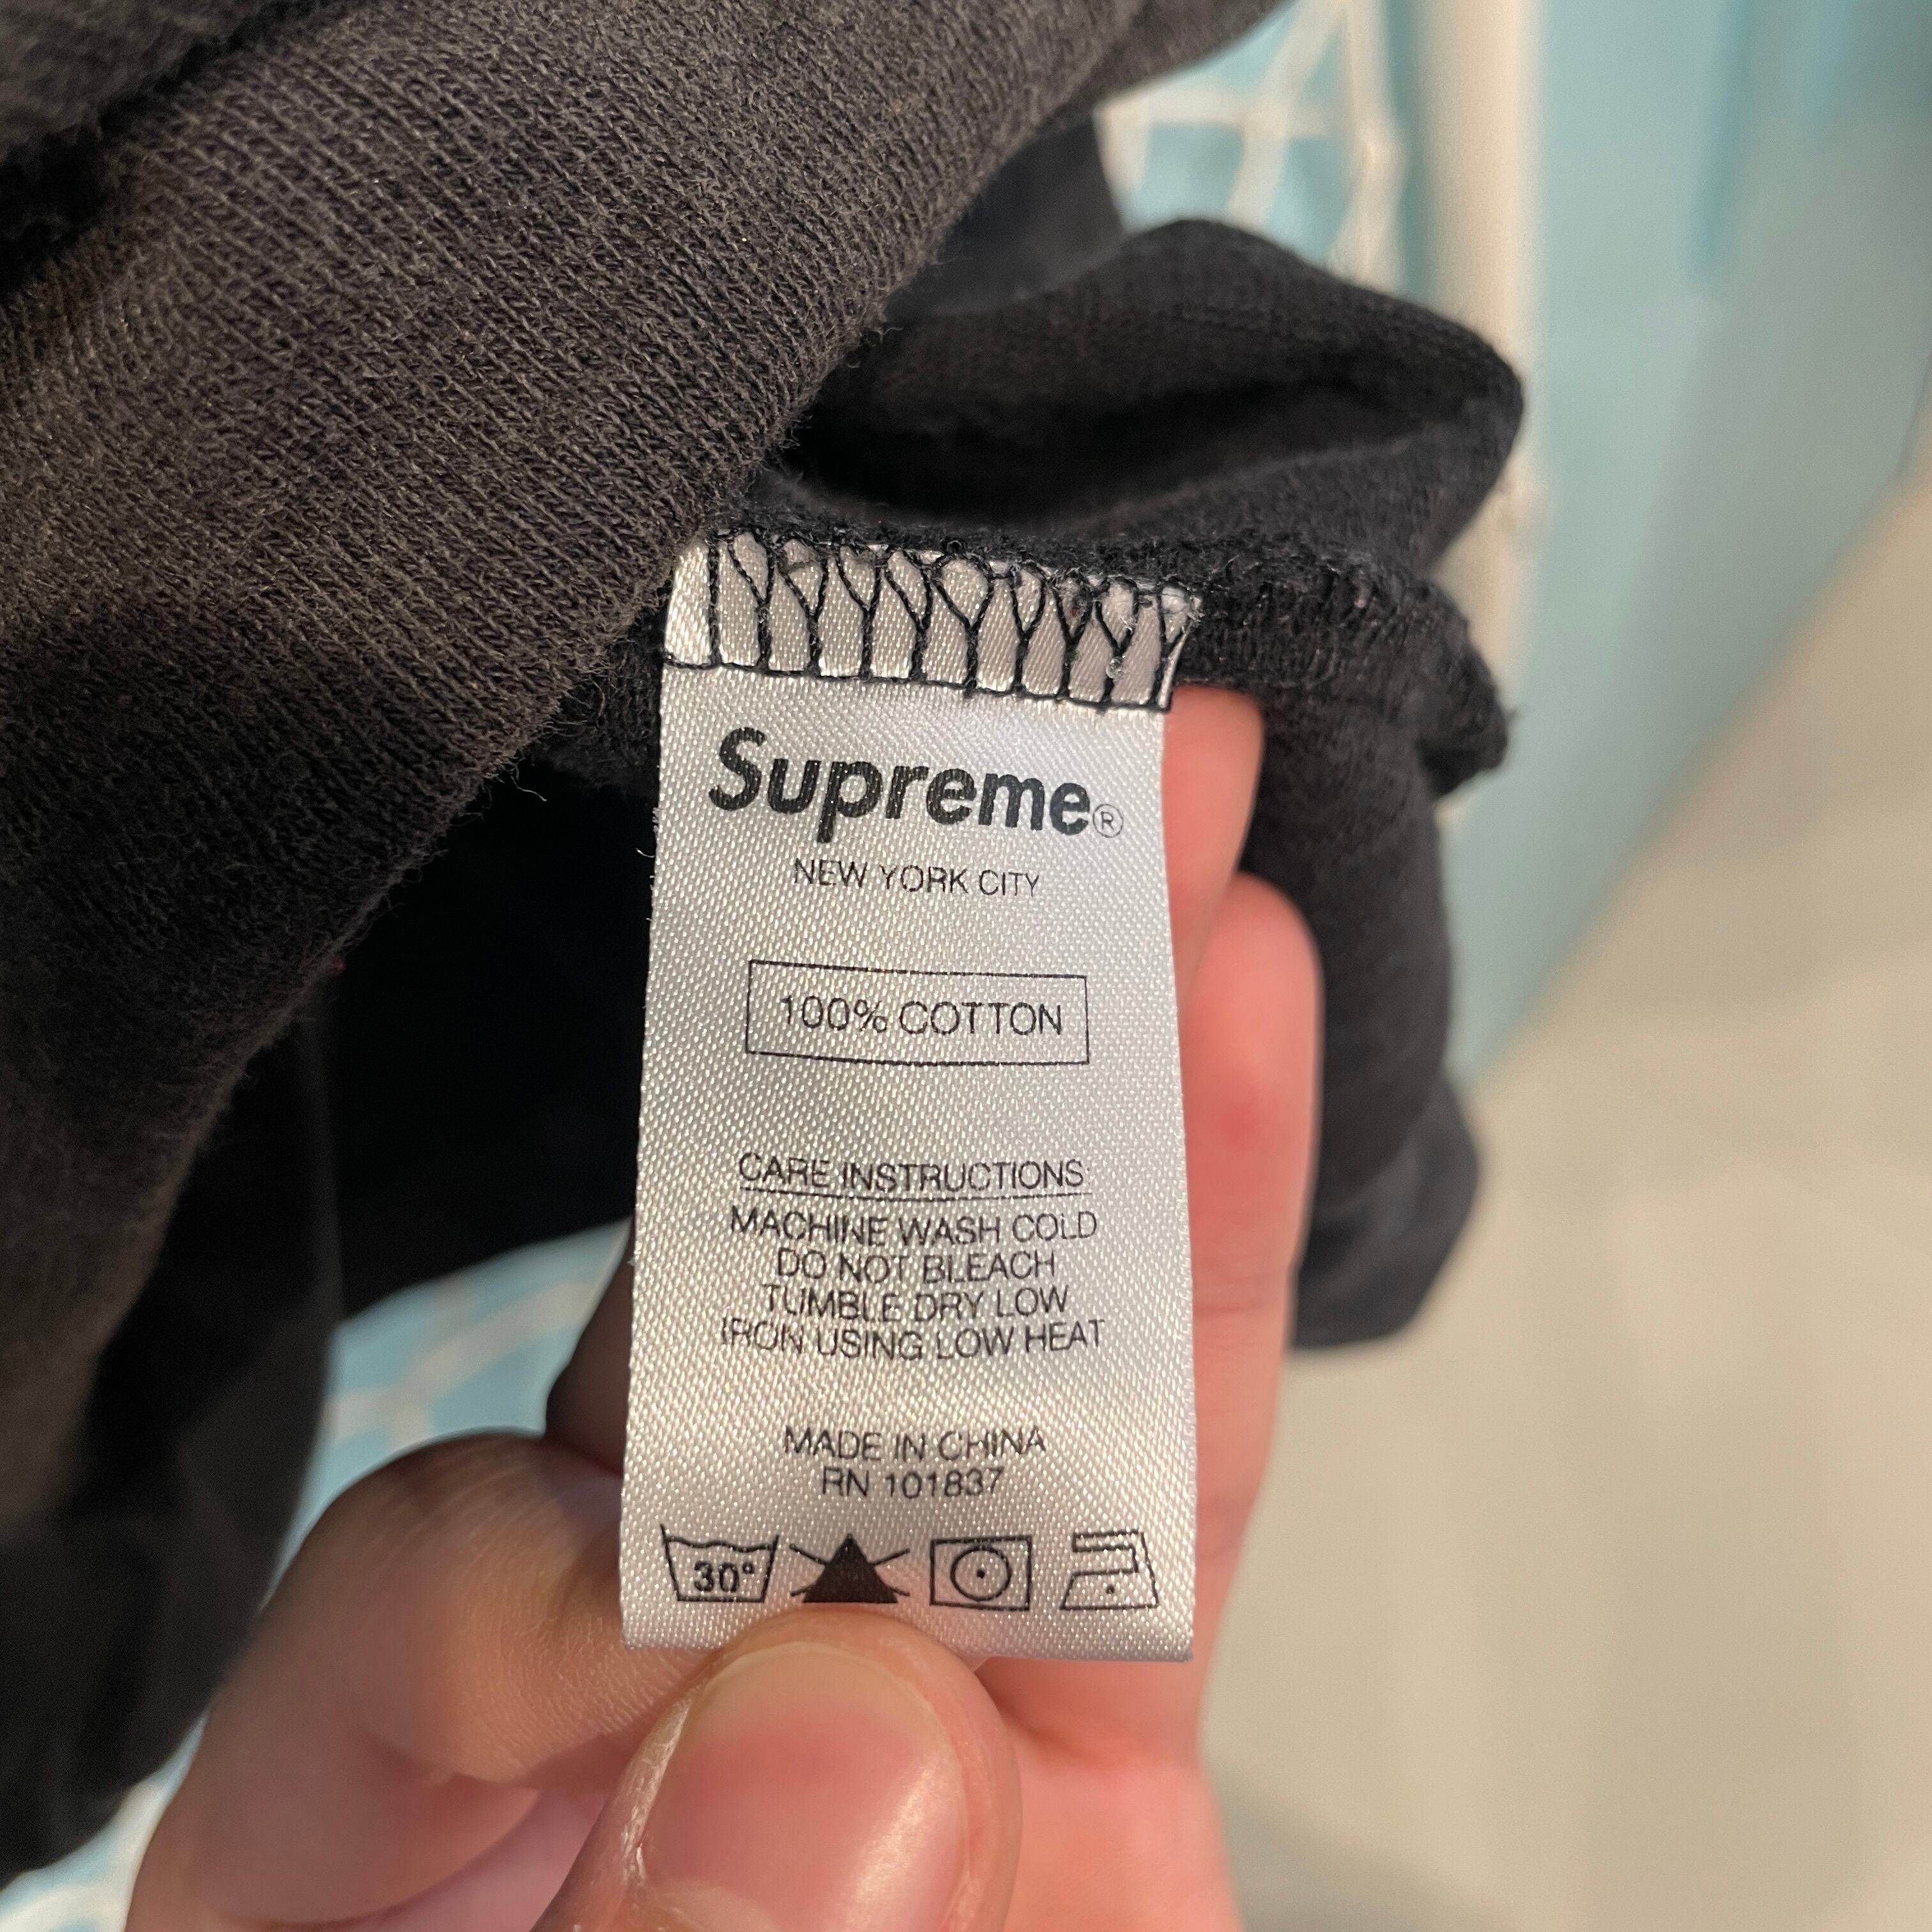 Supreme®
NEW YORK CITY
100% COTTON
CARE INSTRUCTIONS
MACHINE WASH COLD
DO NOT BLEACH
TUMBLE DRY LOW
IRON USING LOW HEAT
MADE IN CHINA
RN 101837
30°